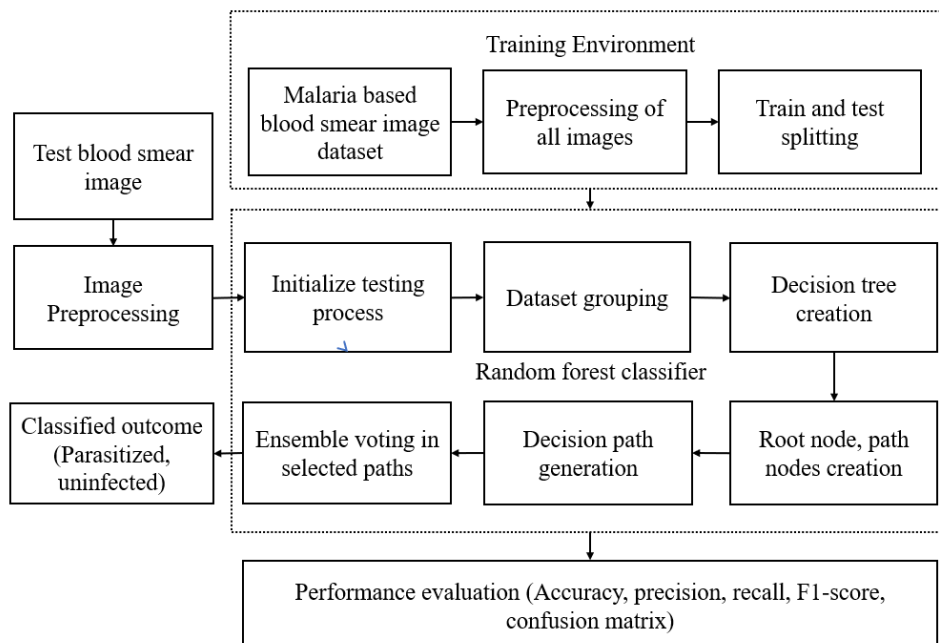 Training Environment
Malaria based
blood smear image
dataset
Preprocessing of
all images
Train and test
splitting
Test blood smear
image
Image
Preprocessing
Initialize testing
process
Dataset grouping
Decision tree
creation
Random forest classifier
Classified outcome
(Parasitized,
uninfected)
Ensemble voting in
selected paths
Decision path
generation
Root node, path
nodes creation
Performance evaluation (Accuracy, precision, recall, F1-score,
confusion matrix)